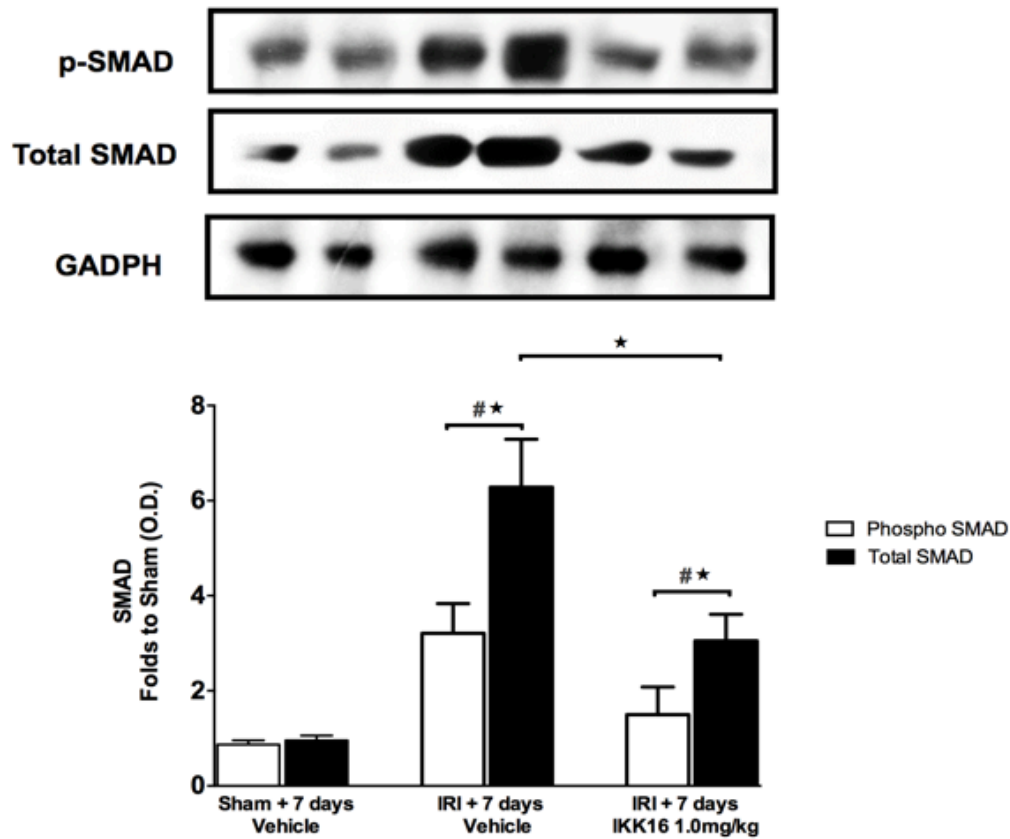 p-SMAD
Total SMAD
GADPH
★
# ★
# ★
8
6
4
2
0
SMAD
Folds to Sham (O.D.)
Phospho SMAD
Total SMAD
Sham + 7 days
Vehicle
IRI + 7 days
Vehicle
IRI + 7 days
IKK16 1.0mg/kg